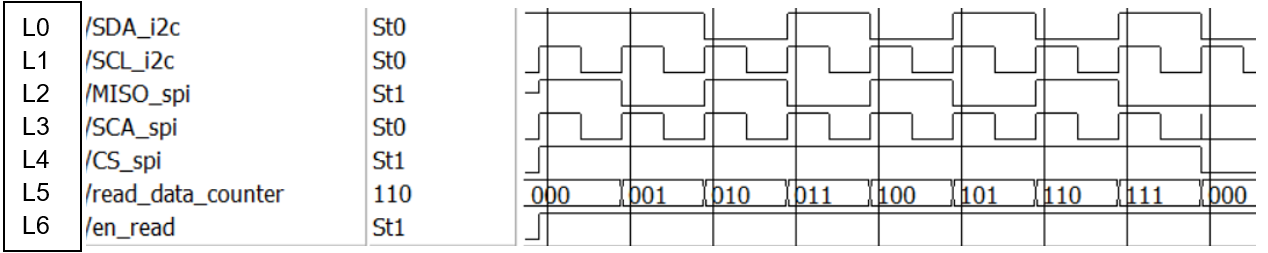 L0 /SDA_i2c St0
L1 /SCL_i2c St0
L2 /MISO_spi St1
L3 /SCA_spi St0
L4 /CS_spi St1
L5 /read_data_counter 110 000 001 010 011 100 101 110 111 000
L6 /en_read St1